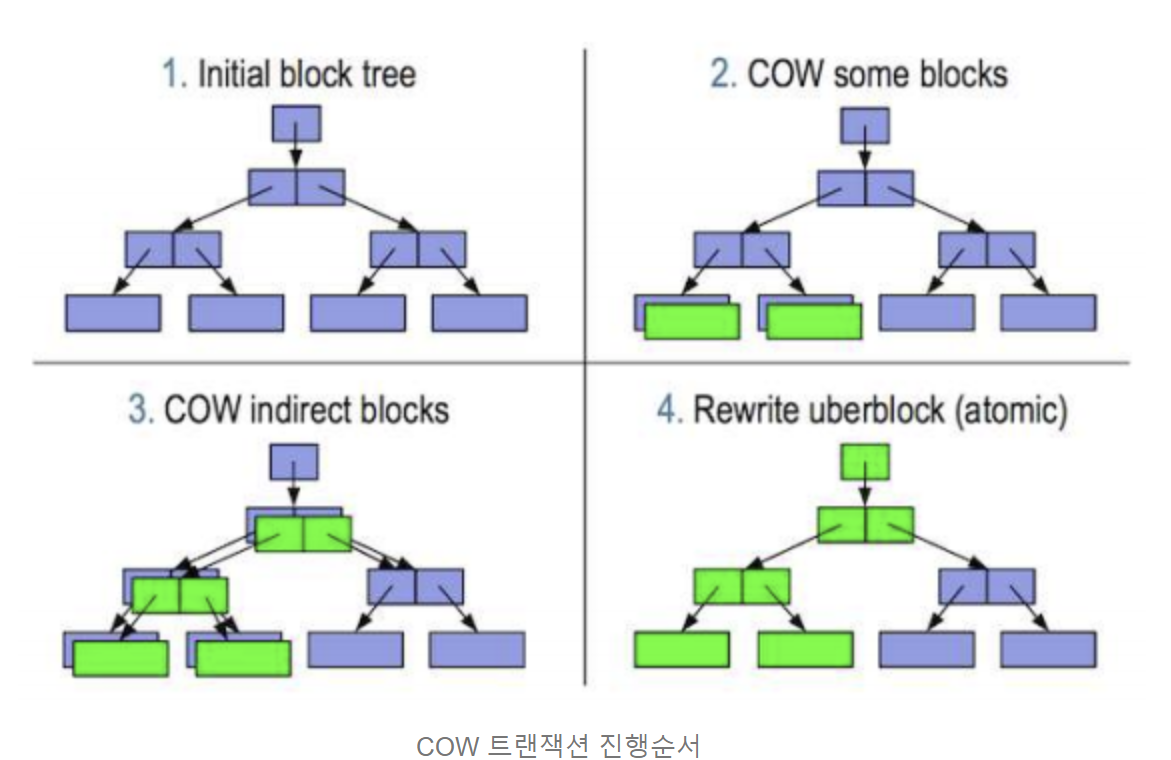 1. Initial block tree
2. COW some blocks
3. COW indirect blocks
4. Rewrite uberblock (atomic)
COW 트랜잭션 진행순서